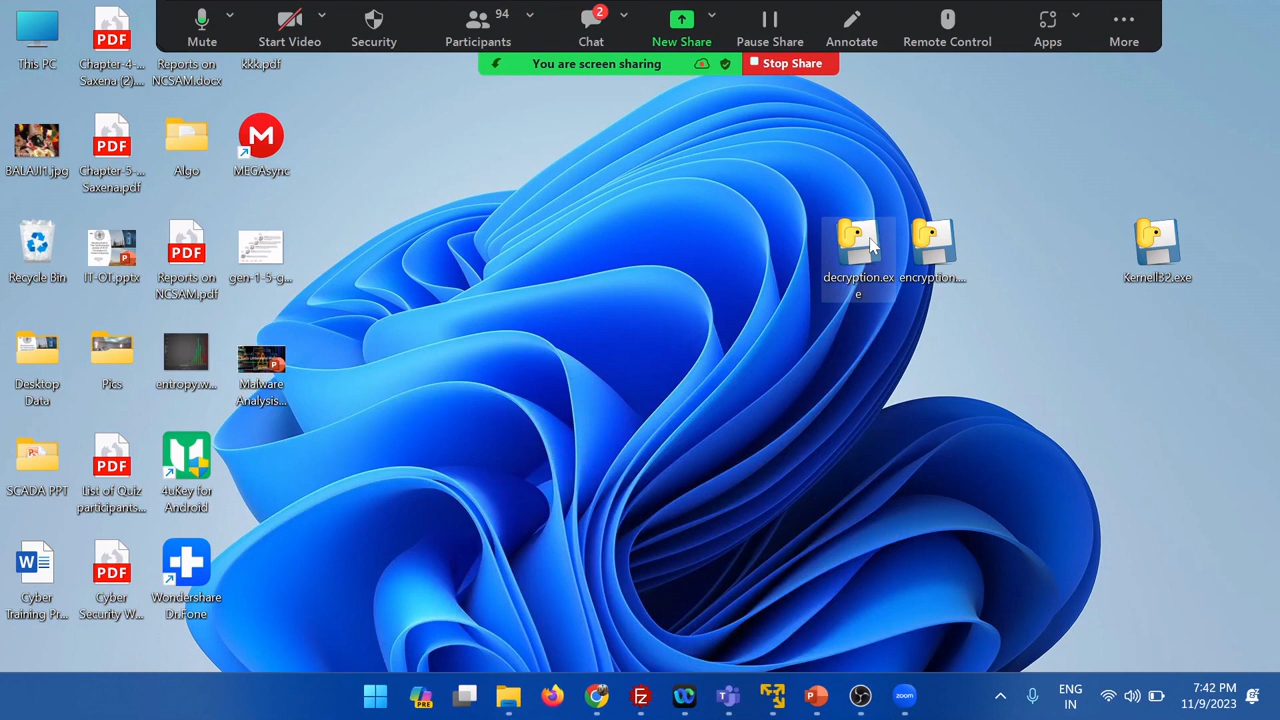 Mute
Start Video
Security
94
Participants
2
Chat
New Share
Pause Share
Annotate
Remote Control
Apps
More
You are screen sharing
Stop Share
This PC
PDF
Chapter-4-...
Saxena (2)....
Reports on
NCSAM.docx
kkk.pdf
BALAJI1.jpg
PDF
Chapter-5-...
Saxena.pdf
Algo
M
MEGAsync
Recycle Bin
IT-OT.pptx
PDF
Reports on
NCSAM.pdf
gen-1-5-g...
decryption.ex
e
encryption....
Kernell32.exe
Desktop
Data
Pics
entropy.w...
Malware
Analysis...
SCADA PPT
PDF
List of Quiz
participants...
4uKey for
Android
W
Cyber
Training Pr...
PDF
Cyber
Security W...
Wondershare
Dr.Fone
PRE
Fz
zoom
ENG
IN
7:42 PM
11/9/2023